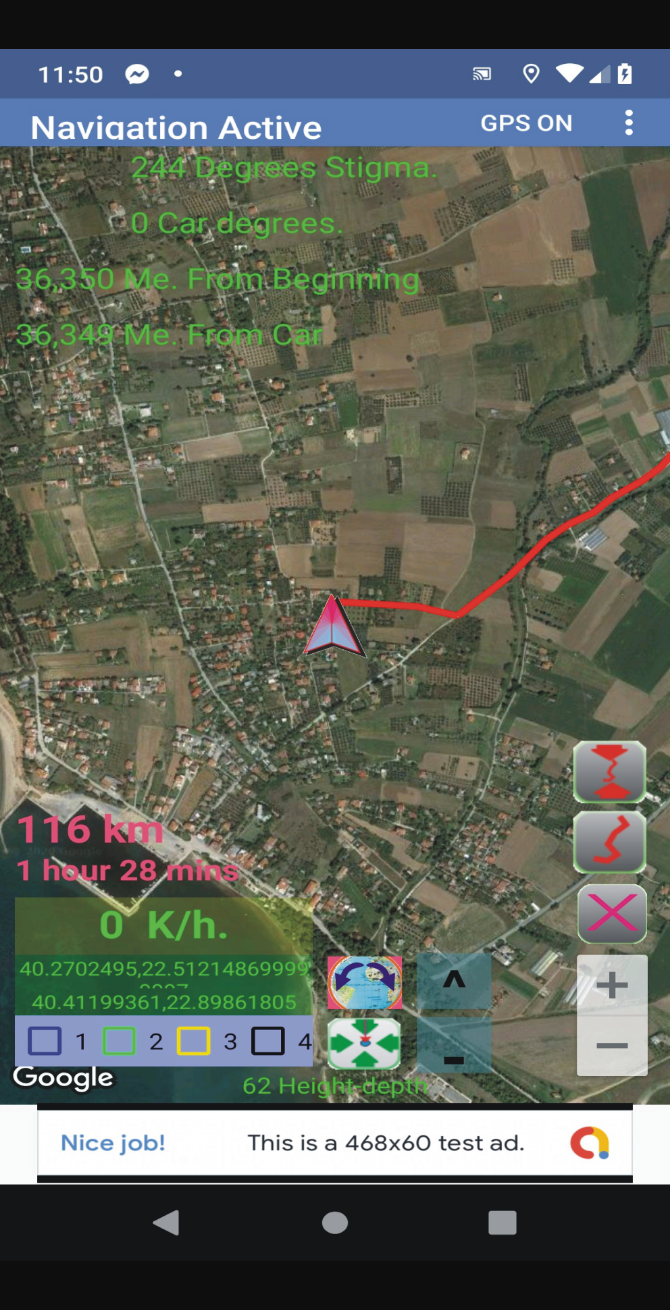 11:50
Navigation Active
GPS ON
244 Degrees Stigma.
0 Car degrees.
36,350 Me. From Beginning
36,349 Me. From Car
116 km
1 hour 28 mins
0 K/h.
40.2702495,22.51214869999
40.41199361,22.89861805
1 2 3 4
^
-
+
−
Google
62 Height-depth
Nice job!
This is a 468x60 test ad.